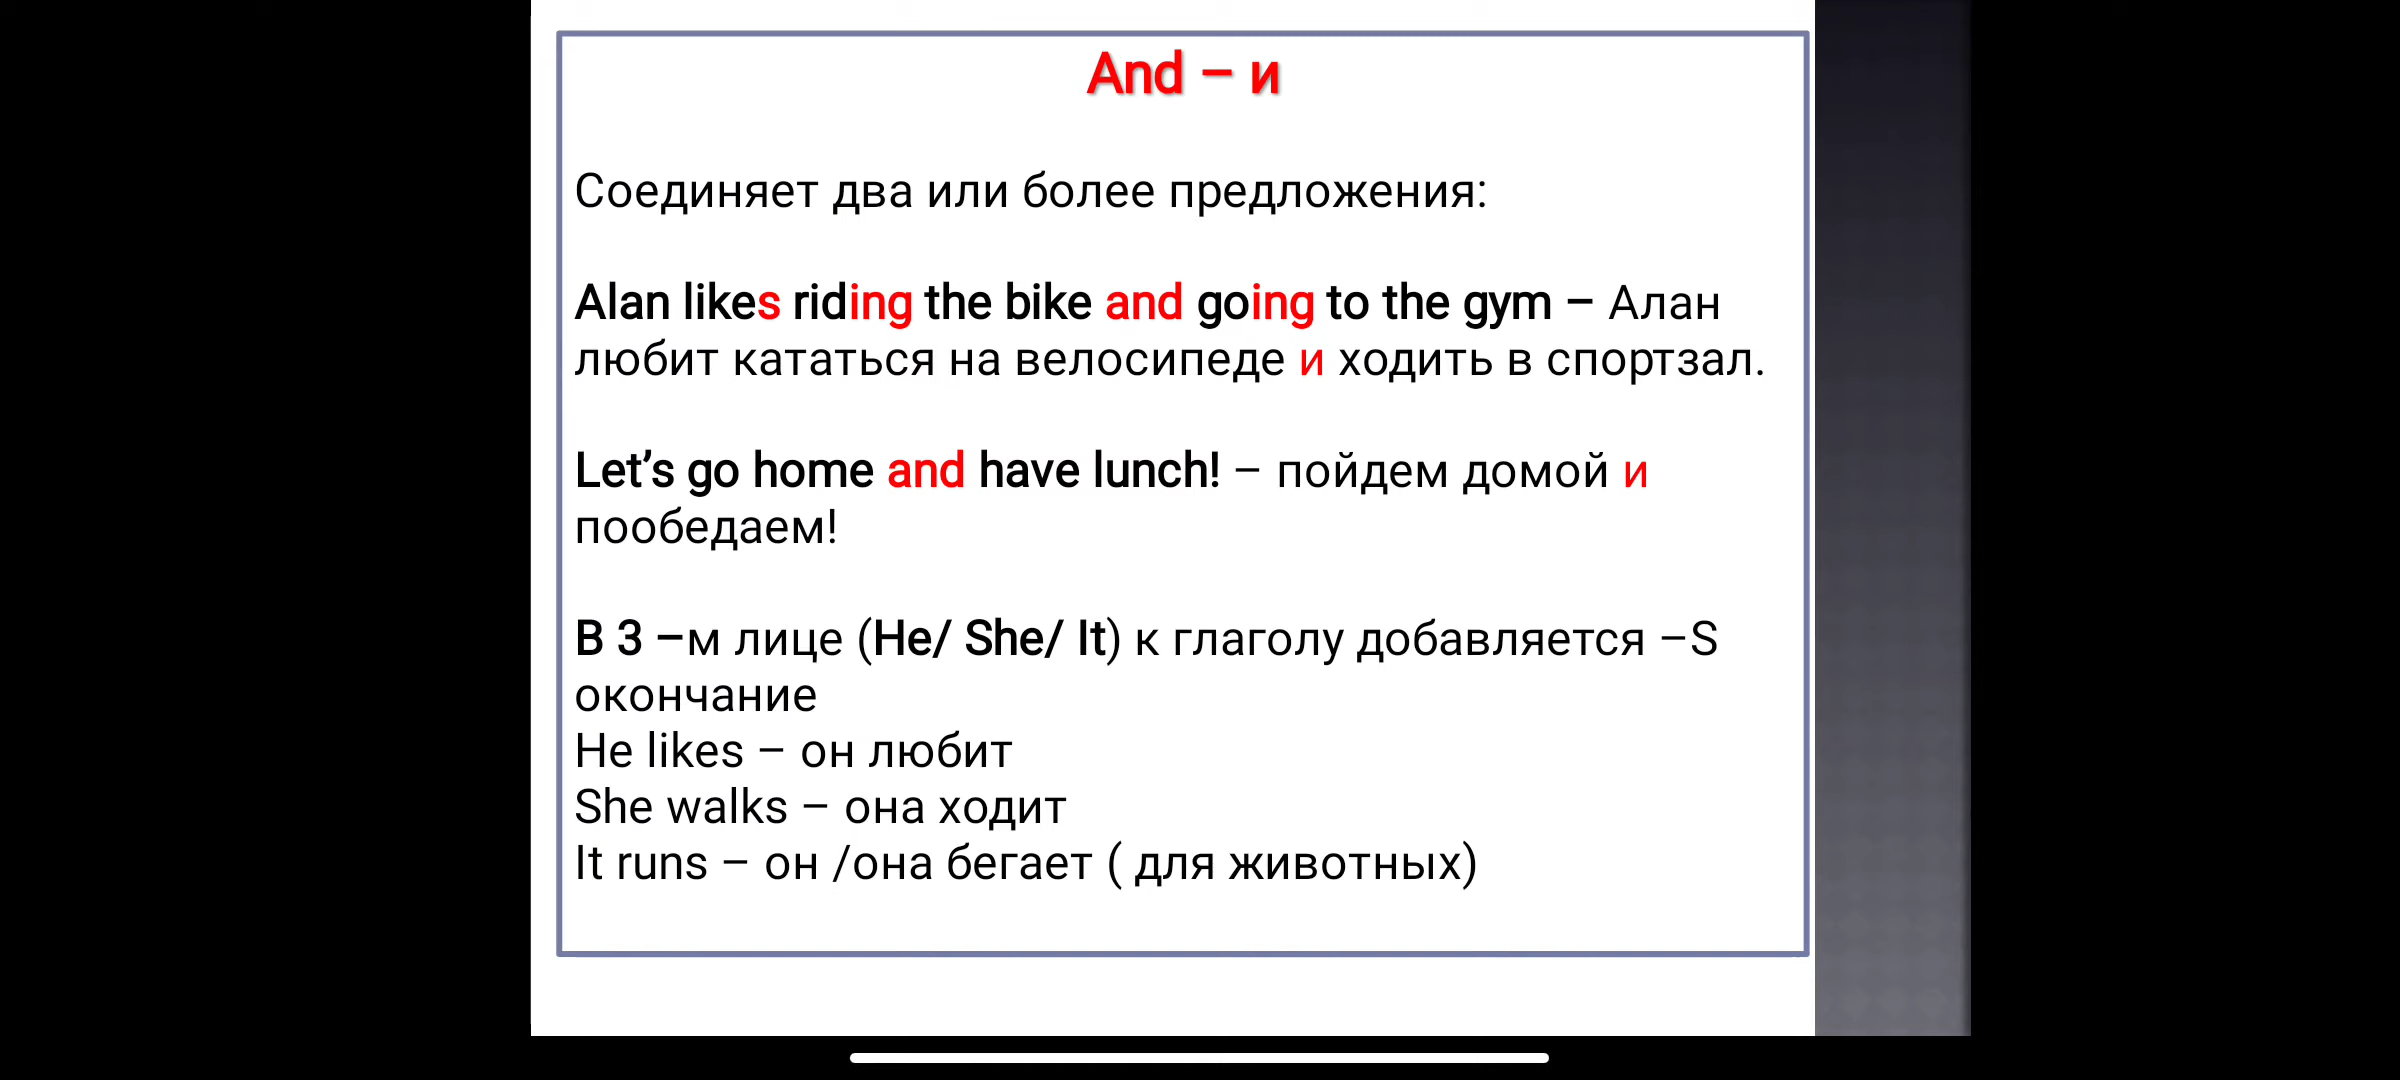 And – и
Соединяет два или более предложения:
Alan likes riding the bike and going to the gym – Алан
любит кататься на велосипеде и ходить в спортзал.
Let’s go home and have lunch! – пойдем домой и
пообедаем!
В 3 –м лице (He/ She/ It) к глаголу добавляется –S
окончание
He likes – он любит
She walks – она ходит
It runs – он /она бегает ( для животных)